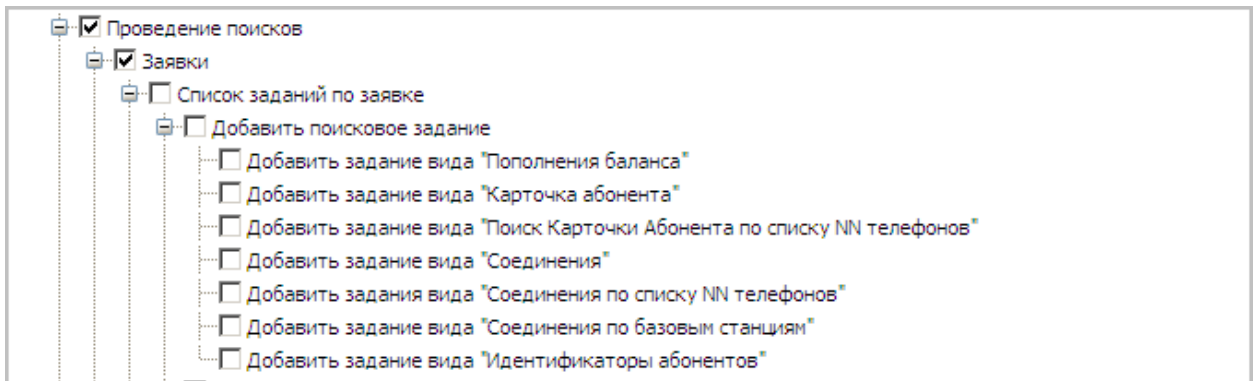 Проведение поисков
Заявки
Список заданий по заявке
Добавить поисковое задание
Добавить задание вида "Пополнения баланса"
Добавить задание вида "Карточка абонента"
Добавить задание вида "Поиск Карточки Абонента по списку NN телефонов"
Добавить задание вида "Соединения"
Добавить задания вида "Соединения по списку NN телефонов"
Добавить задание вида "Соединения по базовым станциям"
Добавить задание вида "Идентификаторы абонентов"